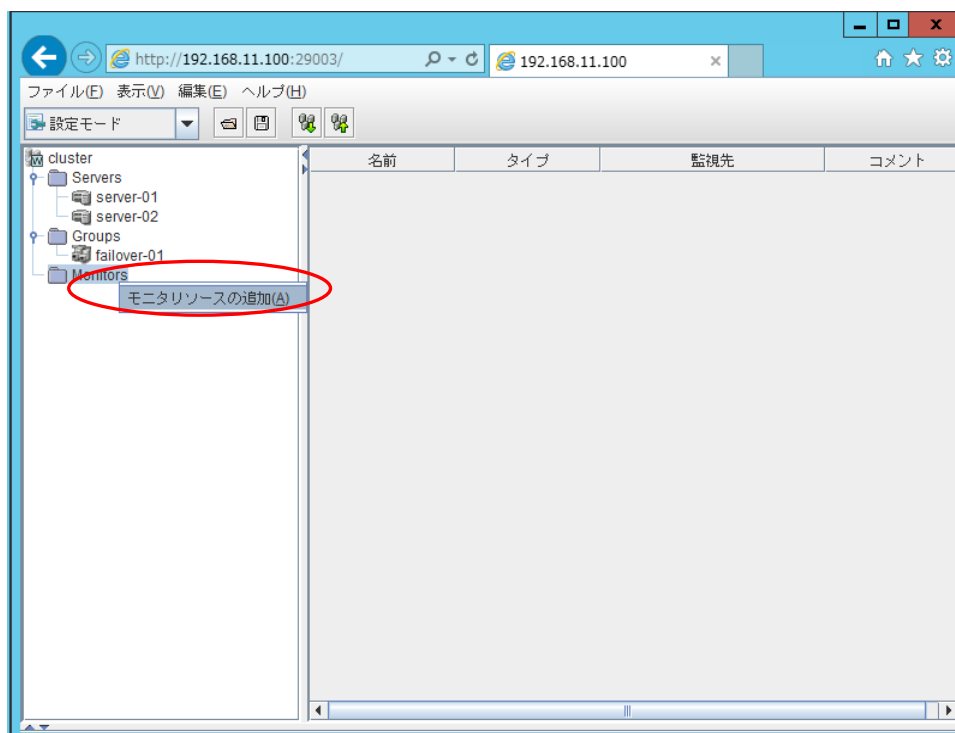 http://192.168.11.100:29003/
192.168.11.100
ファイル(F) 表示(V) 編集(E) ヘルプ(H)
設定モード
cluster
Servers
server-01
server-02
Groups
failover-01
Monitors
モニタリソースの追加(A)
名前 タイプ 監視先 コメント